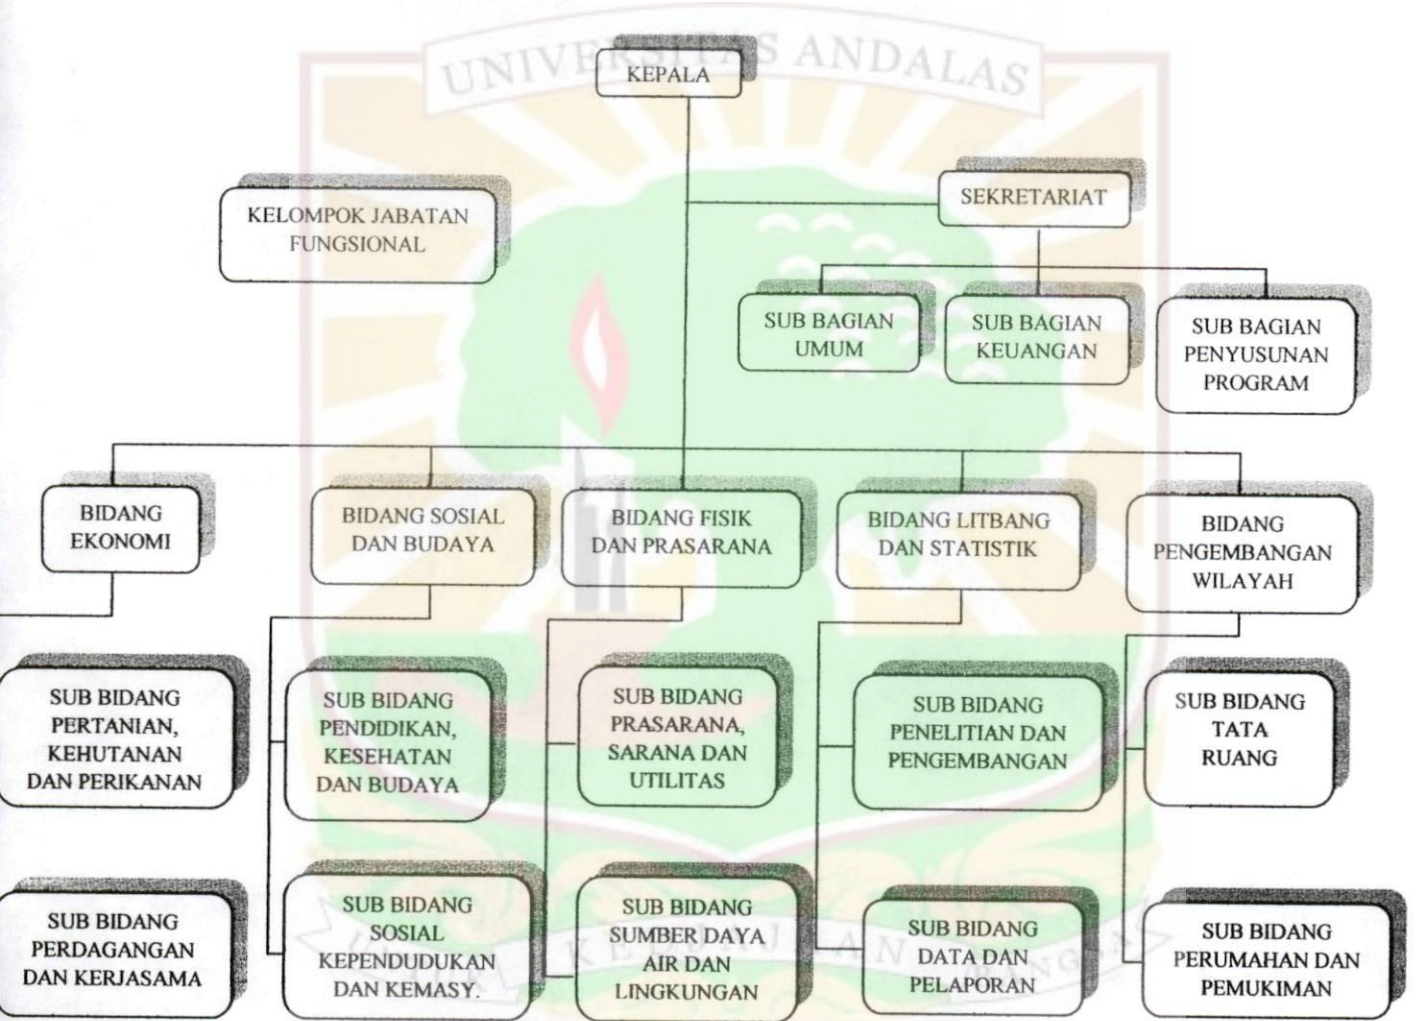 UNIVERSITAS ANDALAS
KEPALA
SEKRETARIAT
KELOMPOK JABATAN
FUNGSIONAL
SUB BAGIAN
UMUM
SUB BAGIAN
KEUANGAN
SUB BAGIAN
PENYUSUNAN
PROGRAM
BIDANG
EKONOMI
BIDANG SOSIAL
DAN BUDAYA
BIDANG FISIK
DAN PRASARANA
BIDANG LITBANG
DAN STATISTIK
BIDANG
PENGEMBANGAN
WILAYAH
SUB BIDANG
PERTANIAN,
KEHUTANAN
DAN PERIKANAN
SUB BIDANG
PENDIDIKAN,
KESEHATAN
DAN BUDAYA
SUB BIDANG
PRASARANA,
SARANA DAN
UTILITAS
SUB BIDANG
PENELITIAN DAN
PENGEMBANGAN
SUB BIDANG
TATA
RUANG
SUB BIDANG
PERDAGANGAN
DAN KERJASAMA
SUB BIDANG
SOSIAL
KEPENDUDUKAN
DAN KEMASY.
SUB BIDANG
SUMBER DAYA
AIR DAN
LINGKUNGAN
SUB BIDANG
DATA DAN
PELAPORAN
SUB BIDANG
PERUMAHAN DAN
PEMUKIMAN
UNTUK KEDJAJAAN BANGSA